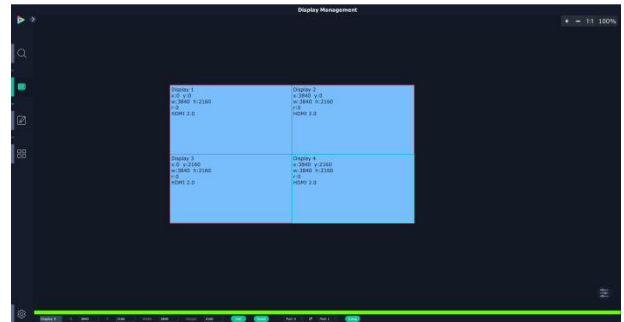 Display Management
+ − 1:1 100%
Display 1
x:0 y:0
w:3840 h:2160
r:0
HDMI 2.0
Display 2
x:3840 y:0
w:3840 h:2160
r:0
HDMI 2.0
Display 3
x:0 y:2160
w:3840 h:2160
r:0
HDMI 2.0
Display 4
x:3840 y:2160
w:3840 h:2160
r:0
HDMI 2.0